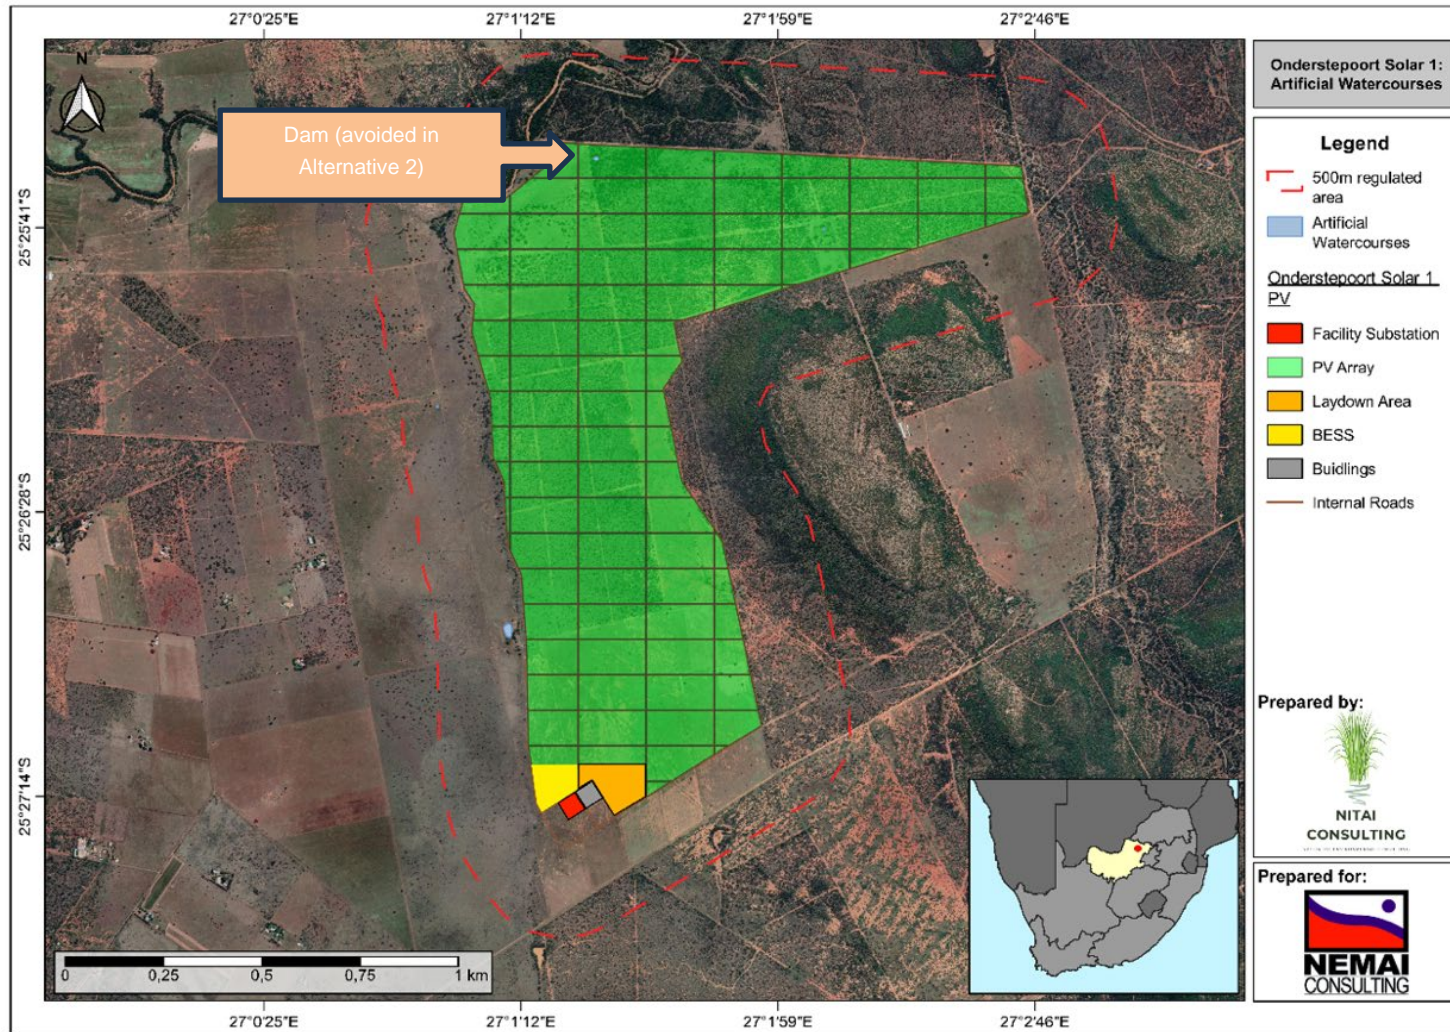 27°0'25"E 27°1'12"E 27°1'59"E 27°2'46"E
Onderstepoort Solar 1:
Artificial Watercourses
N
Dam (avoided in
Alternative 2)
25°25'41"S
25°26'28"S
25°27'14"S
Legend
500m regulated
area
Artificial
Watercourses
Onderstepoort Solar 1
PV
Facility Substation
PV Array
Laydown Area
BESS
Buidlings
Internal Roads
Prepared by:
NITAI
CONSULTING
Prepared for:
NEMAI
CONSULTING
0 0,25 0,5 0,75 1 km
27°0'25"E 27°1'12"E 27°1'59"E 27°2'46"E